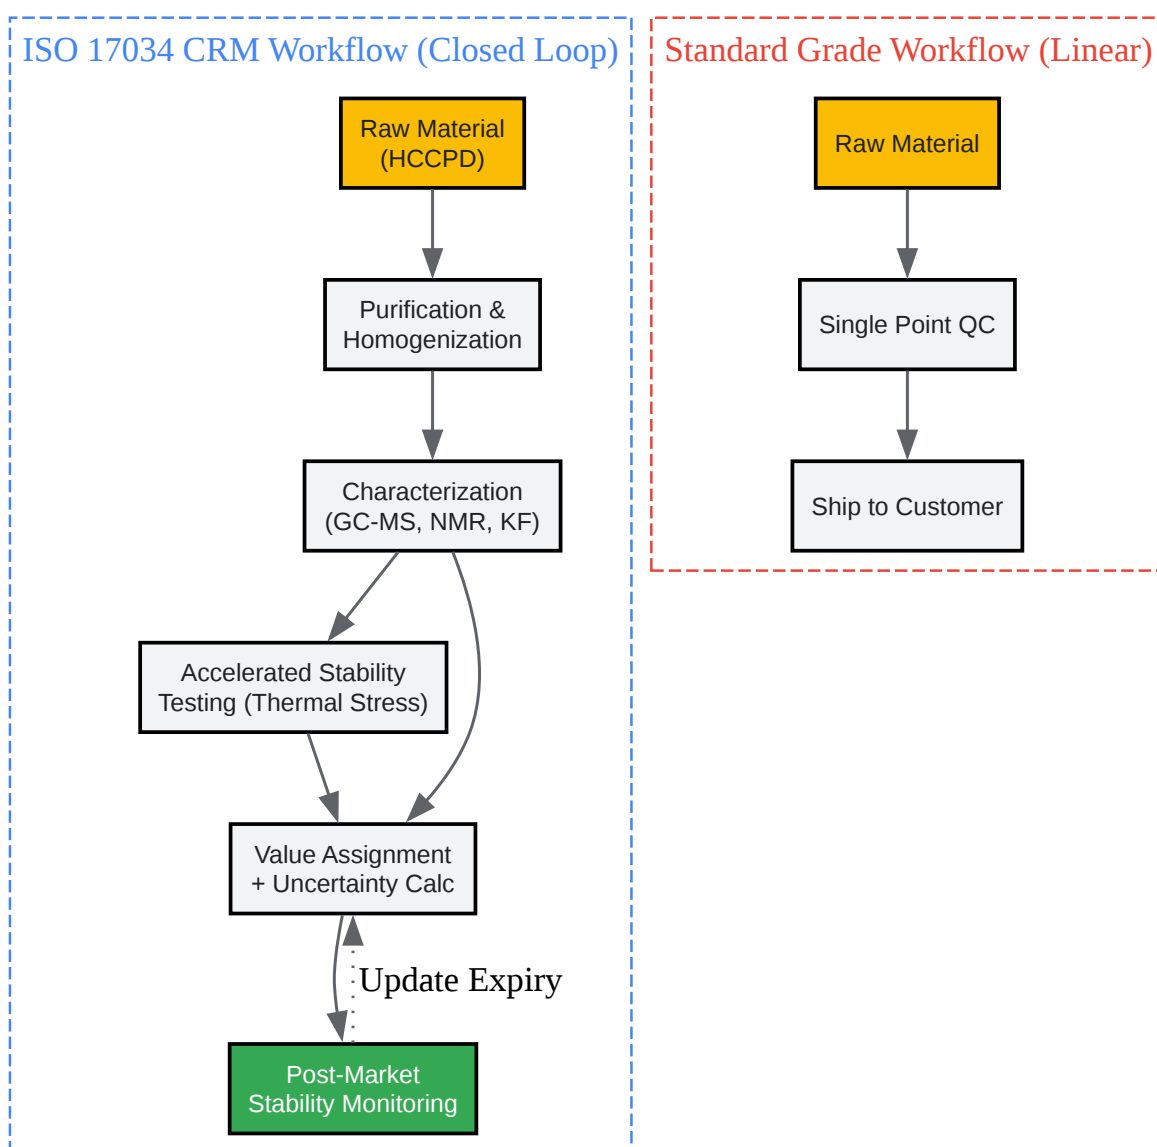 ISO 17034 CRM Workflow (Closed Loop)
Raw Material
(HCCPD)
Purification &
Homogenization
Characterization
(GC-MS, NMR, KF)
Accelerated Stability
Testing (Thermal Stress)
Value Assignment
+ Uncertainty Calc
Update Expiry
Post-Market
Stability Monitoring
Standard Grade Workflow (Linear)
Raw Material
Single Point QC
Ship to Customer